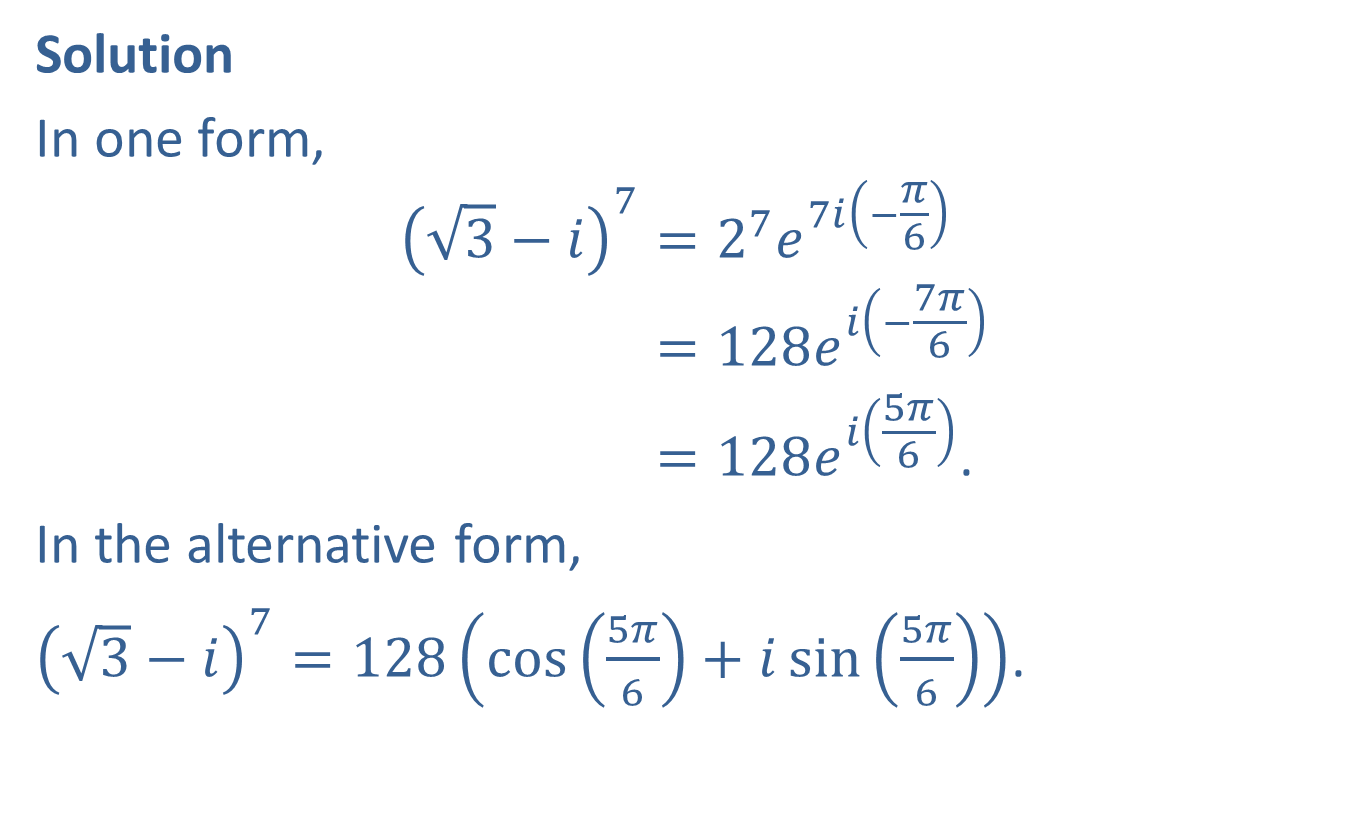 Solution
In one form,
(√3 − i)^7 = 2^7 e^{7i(−π/6)}
= 128e^{i(−7π/6)}
= 128e^{i(5π/6)}.
In the alternative form,
(√3 − i)^7 = 128(cos(5π/6) + i sin(5π/6)).